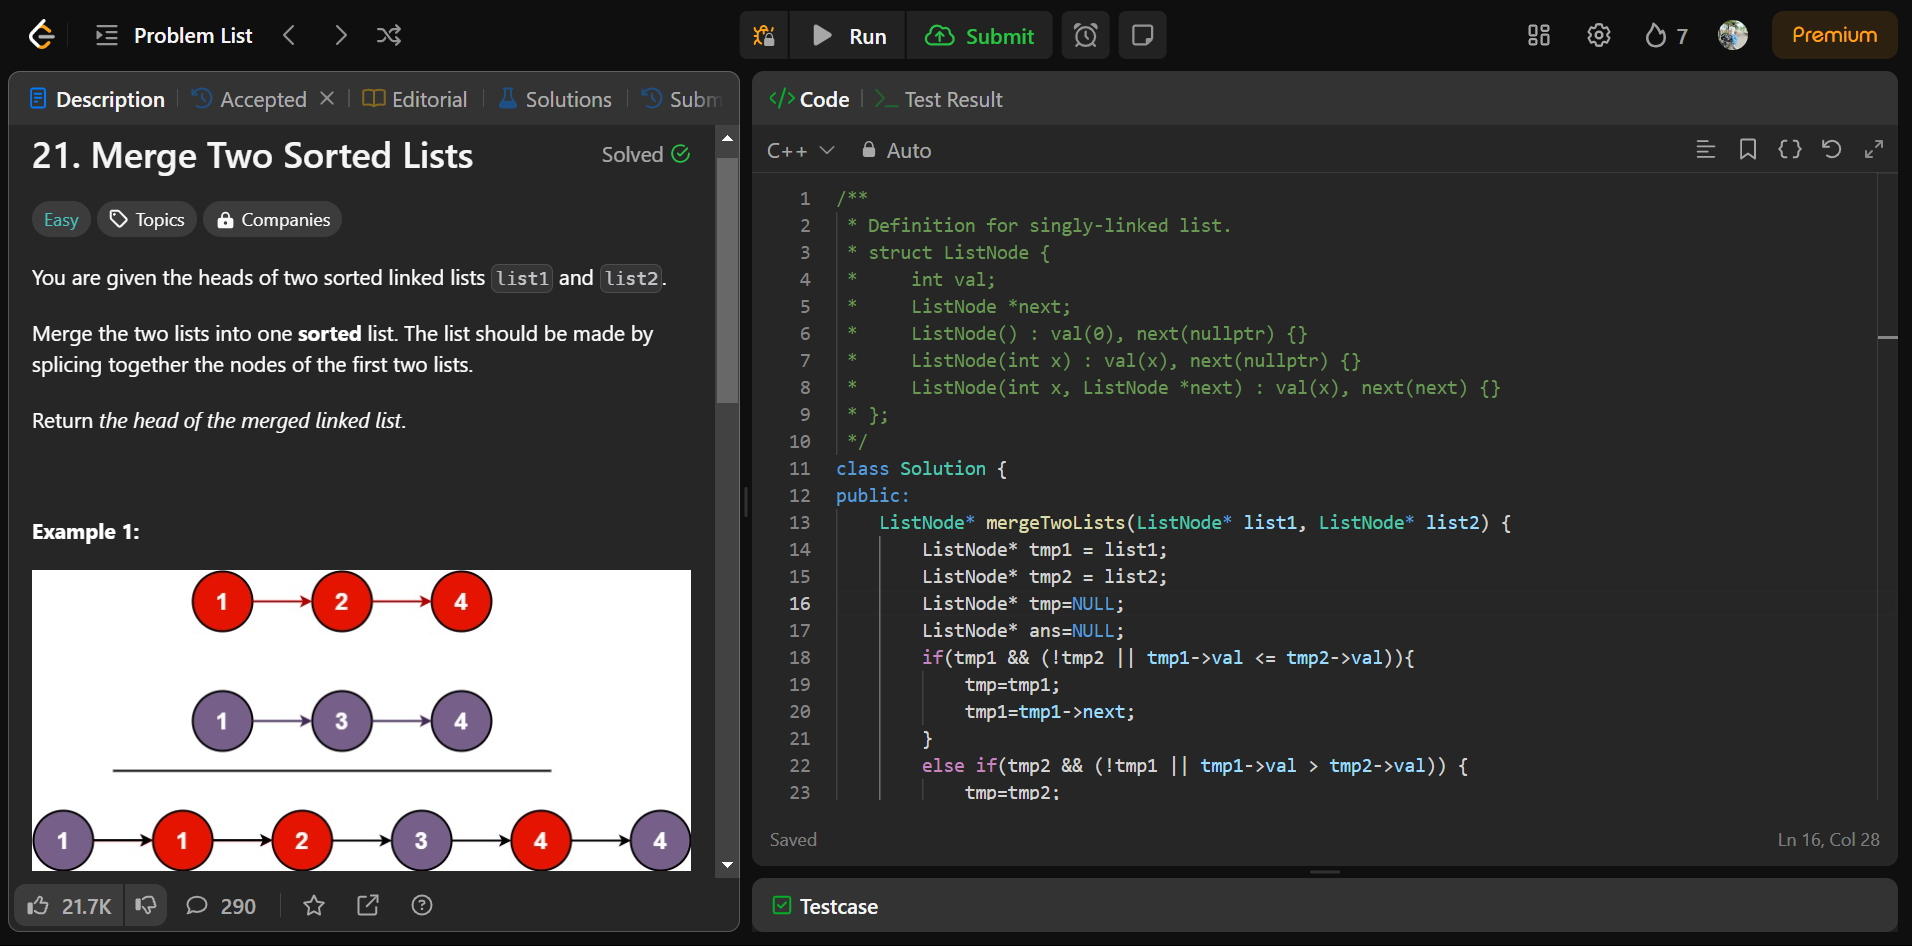 Problem List
Run
Submit
7
Premium
Description
Accepted
Editorial
Solutions
Subm
21. Merge Two Sorted Lists
Solved
Easy
Topics
Companies
You are given the heads of two sorted linked lists list1 and list2.
Merge the two lists into one sorted list. The list should be made by
splicing together the nodes of the first two lists.
Return the head of the merged linked list.
Example 1:
1 2 4
1 3 4
1 1 2 3 4 4
21.7K
290
</> Code
Test Result
C++
Auto
1 /**
2 * Definition for singly-linked list.
3 * struct ListNode {
4 * int val;
5 * ListNode *next;
6 * ListNode() : val(0), next(nullptr) {}
7 * ListNode(int x) : val(x), next(nullptr) {}
8 * ListNode(int x, ListNode *next) : val(x), next(next) {}
9 * };
10 */
11 class Solution {
12 public:
13 ListNode* mergeTwoLists(ListNode* list1, ListNode* list2) {
14 ListNode* tmp1 = list1;
15 ListNode* tmp2 = list2;
16 ListNode* tmp=NULL;
17 ListNode* ans=NULL;
18 if(tmp1 && (!tmp2 || tmp1->val <= tmp2->val)){
19 tmp=tmp1;
20 tmp1=tmp1->next;
21 }
22 else if(tmp2 && (!tmp1 || tmp1->val > tmp2->val)) {
23 tmp=tmp2;
Saved
Ln 16, Col 28
Testcase